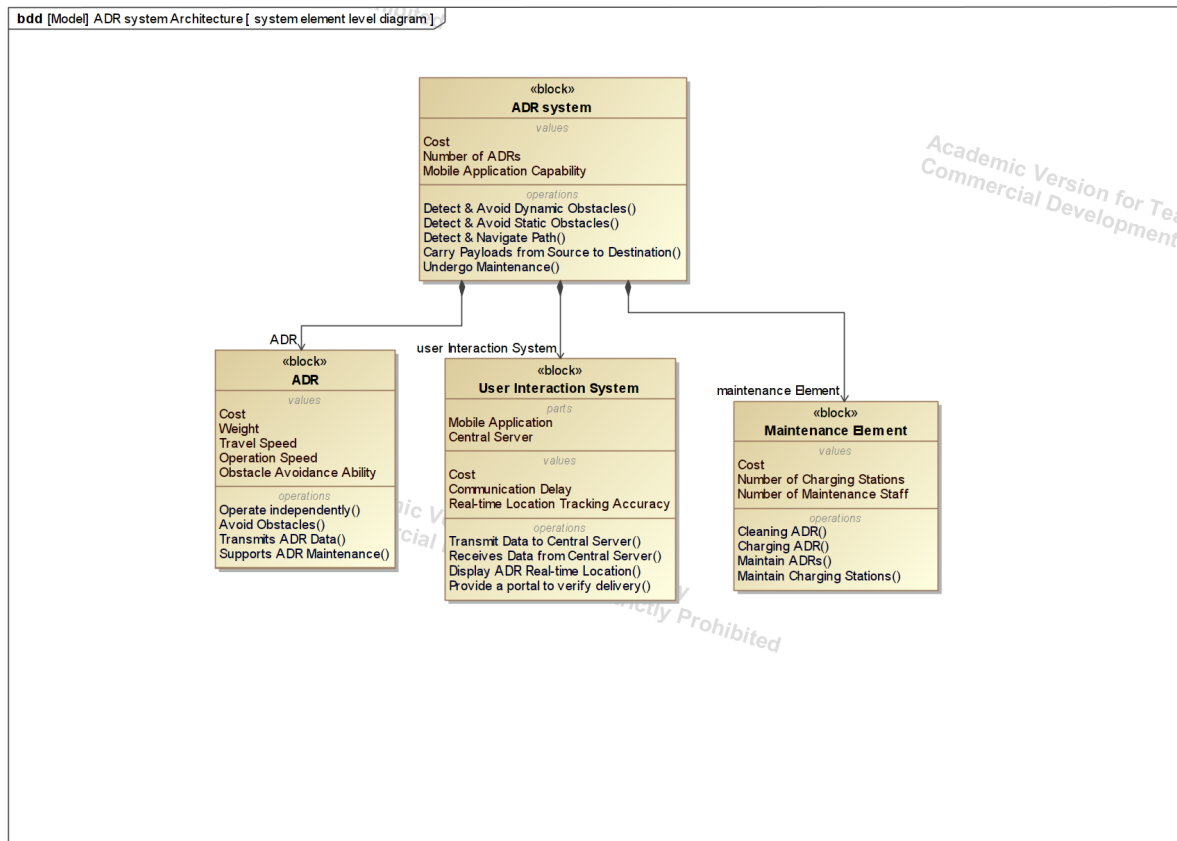 bdd [Model] ADR system Architecture [ system element level diagram ]
Academic Version for Tea
Commercial Development
«block»
ADR system
values
Cost
Number of ADRs
Mobile Application Capability
operations
Detect & Avoid Dynamic Obstacles()
Detect & Avoid Static Obstacles()
Detect & Navigate Path()
Carry Payloads from Source to Destination()
Undergo Maintenance()
ADR
«block»
ADR
values
Cost
Weight
Travel Speed
Operation Speed
Obstacle Avoidance Ability
operations
Operate independently()
Avoid Obstacles()
Transmits ADR Data()
Supports ADR Maintenance()
user Interaction System
«block»
User Interaction System
parts
Mobile Application
Central Server
values
Cost
Communication Delay
Real-time Location Tracking Accuracy
operations
Transmit Data to Central Server()
Receives Data from Central Server()
Display ADR Real-time Location()
Provide a portal to verify delivery()
maintenance Element
«block»
Maintenance Element
values
Cost
Number of Charging Stations
Number of Maintenance Staff
operations
Cleaning ADR()
Charging ADR()
Maintain ADRs()
Maintain Charging Stations()
Prohibited